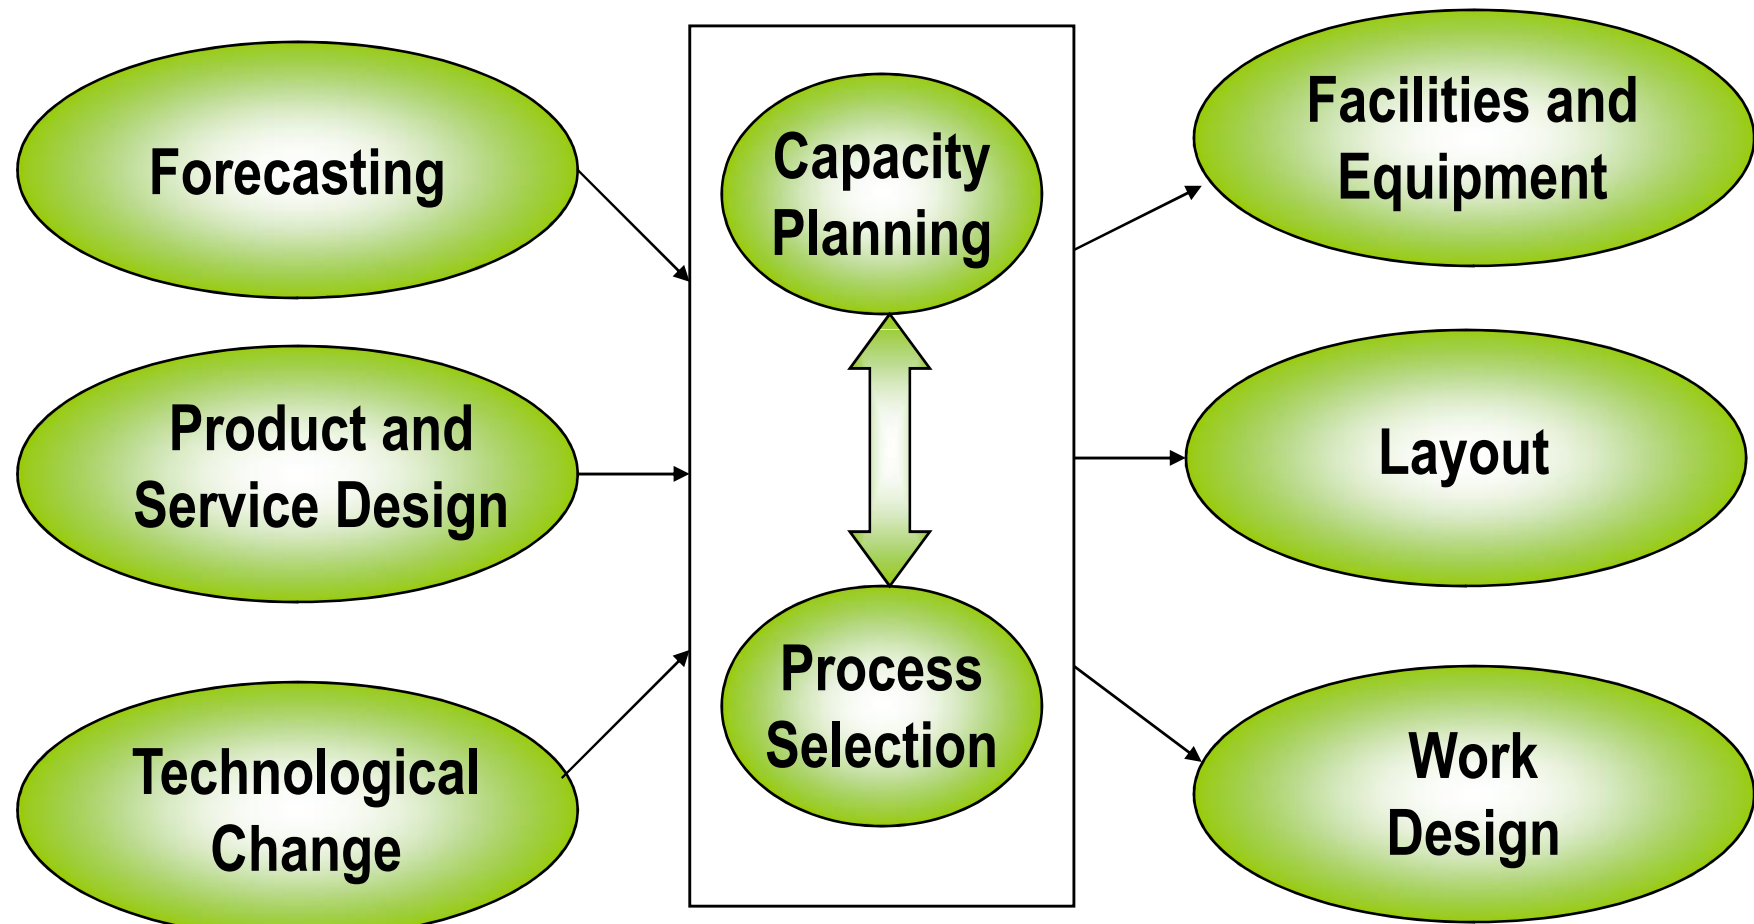 Forecasting
Product and
Service Design
Technological
Change
Capacity
Planning
Process
Selection
Facilities and
Equipment
Layout
Work
Design